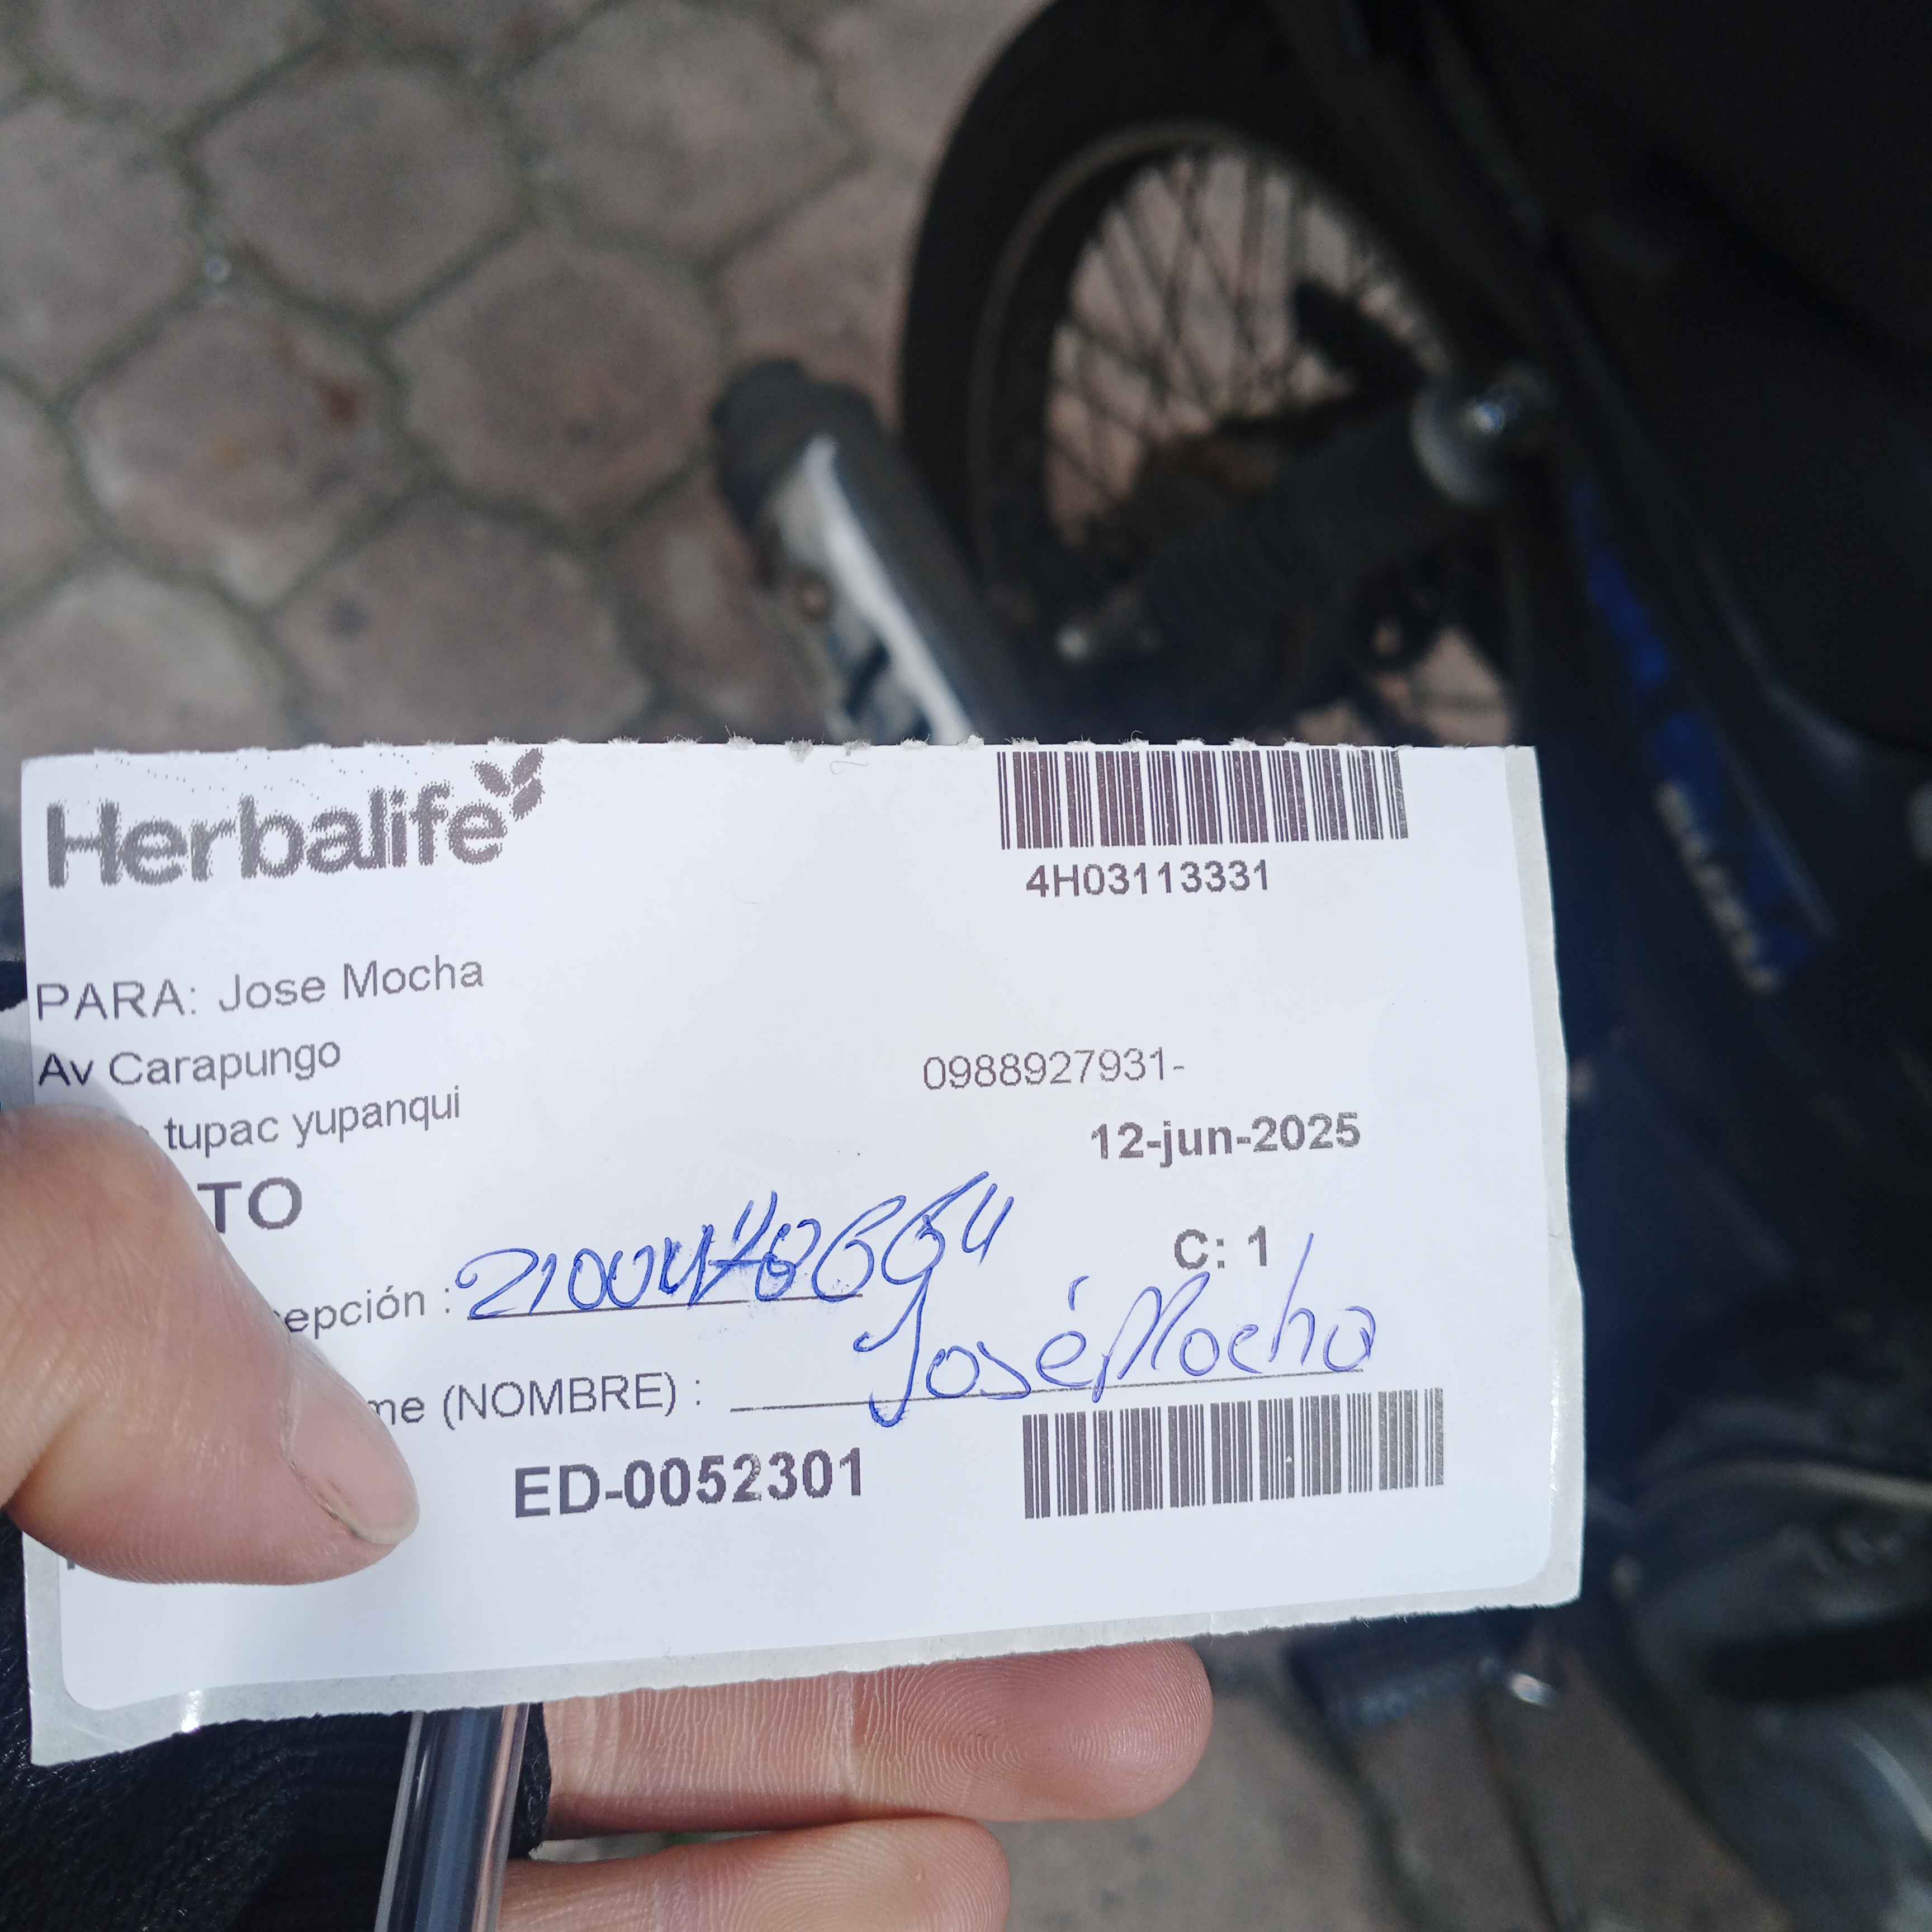 Herbalife
4H03113331
PARA: Jose Mocha
Av Carapungo
0988927931-
tupac yupanqui
12-jun-2025
TO
C: 1
epción :
me (NOMBRE) : José Mocha
ED-0052301